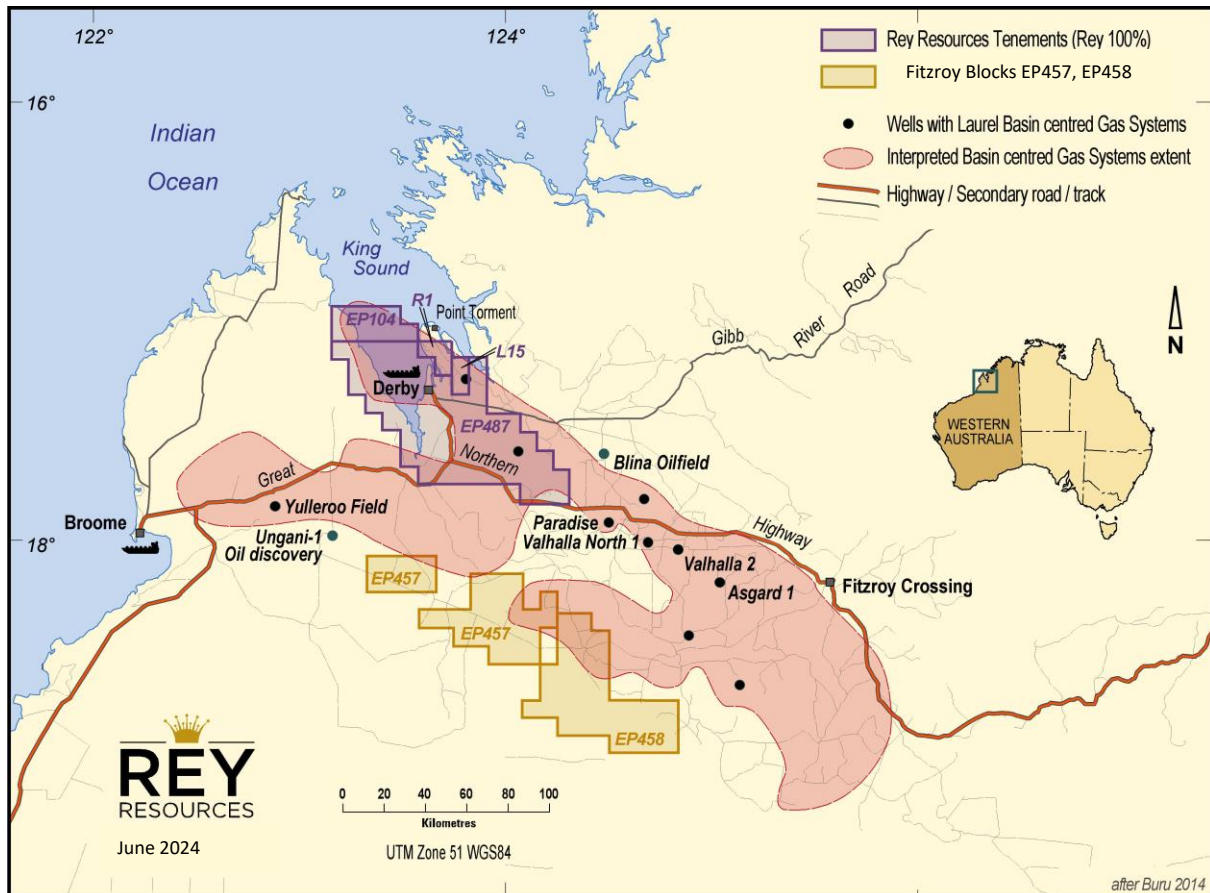 122°
124°
16°
18°
Rey Resources Tenements (Rey 100%)
Fitzroy Blocks EP457, EP458
Wells with Laurel Basin centred Gas Systems
Interpreted Basin centred Gas Systems extent
Highway / Secondary road / track
Indian
Ocean
King
Sound
R1
Point Torment
EP104
L15
Derby
EP487
Gibb River Road
N
WESTERN
AUSTRALIA
Great Northern Highway
Blina Oilfield
Yulleroo Field
Broome
Ungani-1
Oil discovery
Paradise
Valhalla North 1
Valhalla 2
Asgard 1
Fitzroy Crossing
EP457
EP457
EP458
REY
RESOURCES
June 2024
0 20 40 60 80 100
Kilometres
UTM Zone 51 WGS84
after Buru 2014